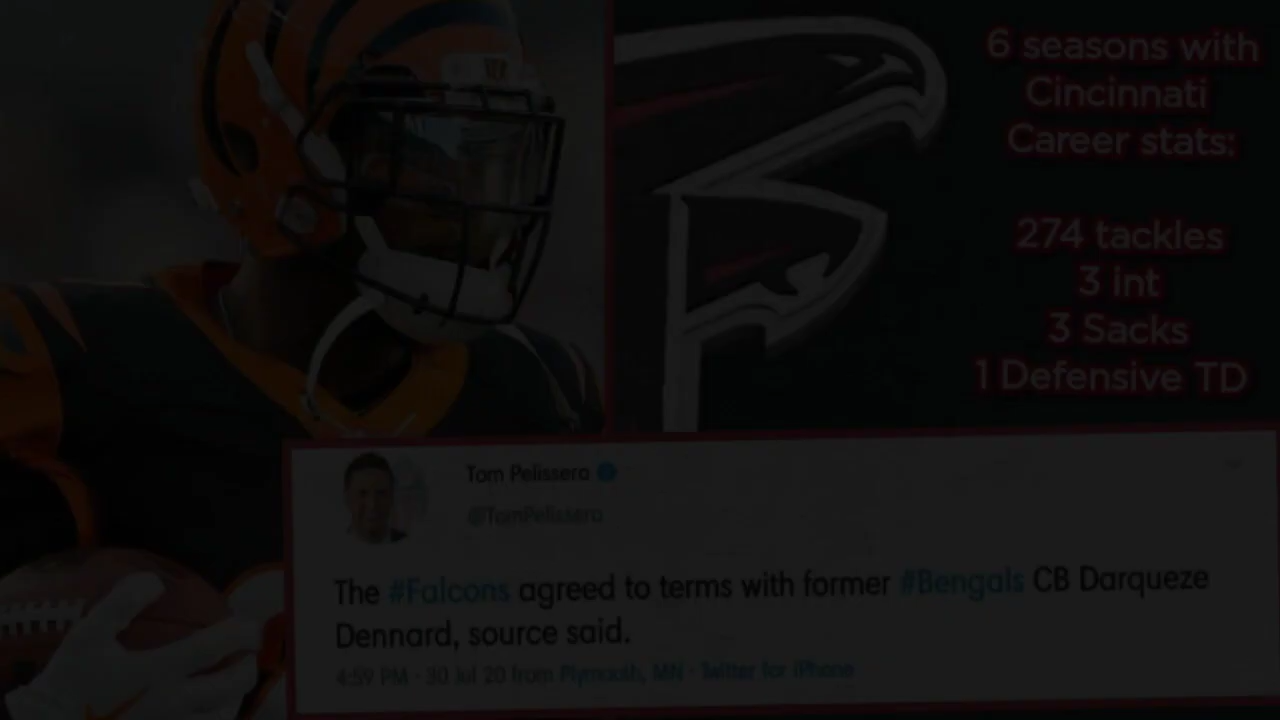 6 seasons with
Cincinnati
Career stats:
274 tackles
3 int
3 Sacks
1 Defensive TD
Tom Pelissero
@TomPelissero
The #Falcons agreed to terms with former #Bengals CB Darqueze
Dennard, source said.
4:59 PM · 30 Jul 20 from Plymouth, MN · Twitter for iPhone